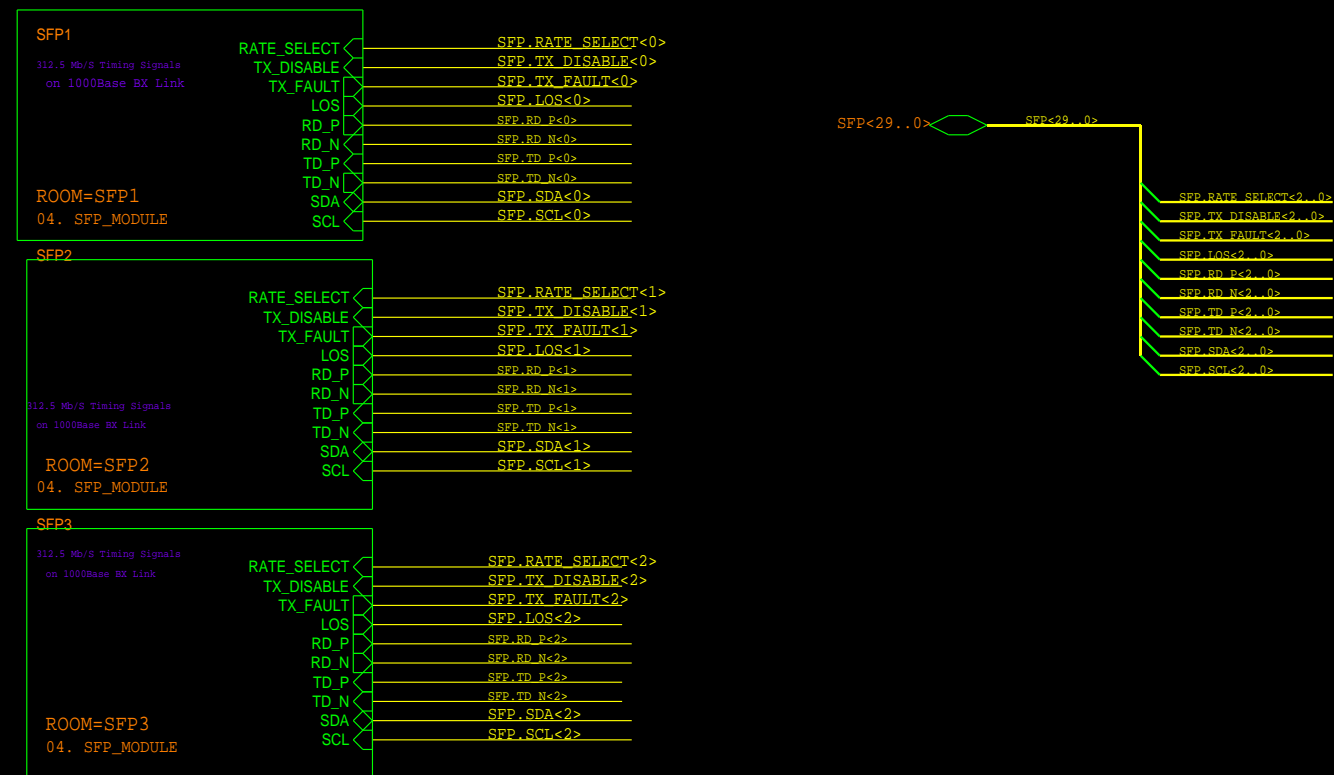 SFP1
312.5 Mb/S Timing Signals
on 1000Base BX Link
RATE_SELECT SFP.RATE_SELECT<0>
TX_DISABLE SFP.TX_DISABLE<0>
TX_FAULT SFP.TX_FAULT<0>
LOS SFP.LOS<0>
RD_P SFP.RD_P<0>
RD_N SFP.RD_N<0>
TD_P SFP.TD_P<0>
TD_N SFP.TD_N<0>
SDA SFP.SDA<0>
SCL SFP.SCL<0>
ROOM=SFP1
04. SFP_MODULE
SFP2
RATE_SELECT SFP.RATE_SELECT<1>
TX_DISABLE SFP.TX_DISABLE<1>
TX_FAULT SFP.TX_FAULT<1>
LOS SFP.LOS<1>
RD_P SFP.RD_P<1>
RD_N SFP.RD_N<1>
TD_P SFP.TD_P<1>
TD_N SFP.TD_N<1>
SDA SFP.SDA<1>
SCL SFP.SCL<1>
312.5 Mb/S Timing Signals
on 1000Base BX Link
ROOM=SFP2
04. SFP_MODULE
SFP3
312.5 Mb/S Timing Signals
on 1000Base BX Link
RATE_SELECT SFP.RATE_SELECT<2>
TX_DISABLE SFP.TX_DISABLE<2>
TX_FAULT SFP.TX_FAULT<2>
LOS SFP.LOS<2>
RD_P SFP.RD_P<2>
RD_N SFP.RD_N<2>
TD_P SFP.TD_P<2>
TD_N SFP.TD_N<2>
SDA SFP.SDA<2>
SCL SFP.SCL<2>
ROOM=SFP3
04. SFP_MODULE
SFP<29..0> SFP<29..0>
SFP.RATE_SELECT<2..0>
SFP.TX_DISABLE<2..0>
SFP.TX_FAULT<2..0>
SFP.LOS<2..0>
SFP.RD_P<2..0>
SFP.RD_N<2..0>
SFP.TD_P<2..0>
SFP.TD_N<2..0>
SFP.SDA<2..0>
SFP.SCL<2..0>